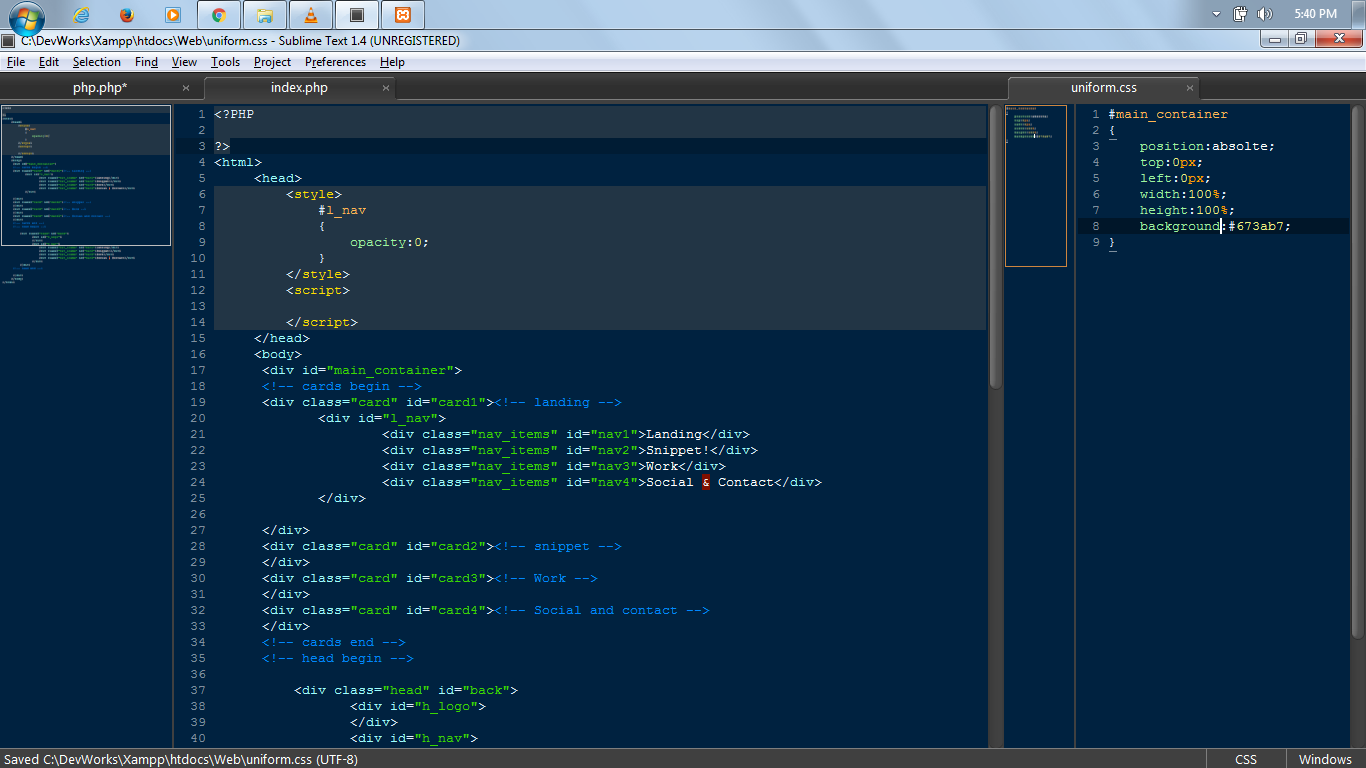 5:40 PM
C:\DevWorks\Xampp\htdocs\Web\uniform.css - Sublime Text 1.4 (UNREGISTERED)
File Edit Selection Find View Tools Project Preferences Help
php.php* × index.php × uniform.css ×
1 <?PHP
2
3 ?>
4 <html>
5 <head>
6 <style>
7 #l_nav
8 {
9 opacity:0;
10 }
11 </style>
12 <script>
13
14 </script>
15 </head>
16 <body>
17 <div id="main_container">
18 <!-- cards begin -->
19 <div class="card" id="card1"><!-- landing -->
20 <div id="l_nav">
21 <div class="nav_items" id="nav1">Landing</div>
22 <div class="nav_items" id="nav2">Snippet!</div>
23 <div class="nav_items" id="nav3">Work</div>
24 <div class="nav_items" id="nav4">Social & Contact</div>
25 </div>
26
27 </div>
28 <div class="card" id="card2"><!-- snippet -->
29 </div>
30 <div class="card" id="card3"><!-- Work -->
31 </div>
32 <div class="card" id="card4"><!-- Social and contact -->
33 </div>
34 <!-- cards end -->
35 <!-- head begin -->
36
37 <div class="head" id="back">
38 <div id="h_logo">
39 </div>
40 <div id="h_nav">
1 #main_container
2 {
3 position:absolte;
4 top:0px;
5 left:0px;
6 width:100%;
7 height:100%;
8 background:#673ab7;
9 }
Saved C:\DevWorks\Xampp\htdocs\Web\uniform.css (UTF-8) CSS Windows